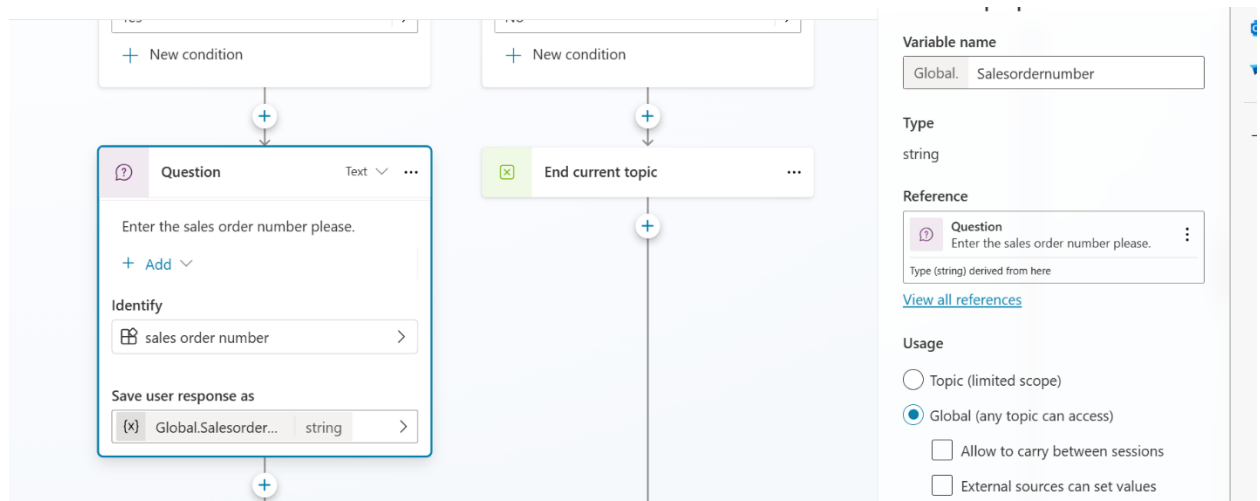 Yes
No
New condition
New condition
Question
Text
Enter the sales order number please.
Add
Identify
sales order number
Save user response as
{x} Global.Salesorder... string
End current topic
Variable name
Global. Salesordernumber
Type
string
Reference
Question
Enter the sales order number please.
Type (string) derived from here
View all references
Usage
Topic (limited scope)
Global (any topic can access)
Allow to carry between sessions
External sources can set values